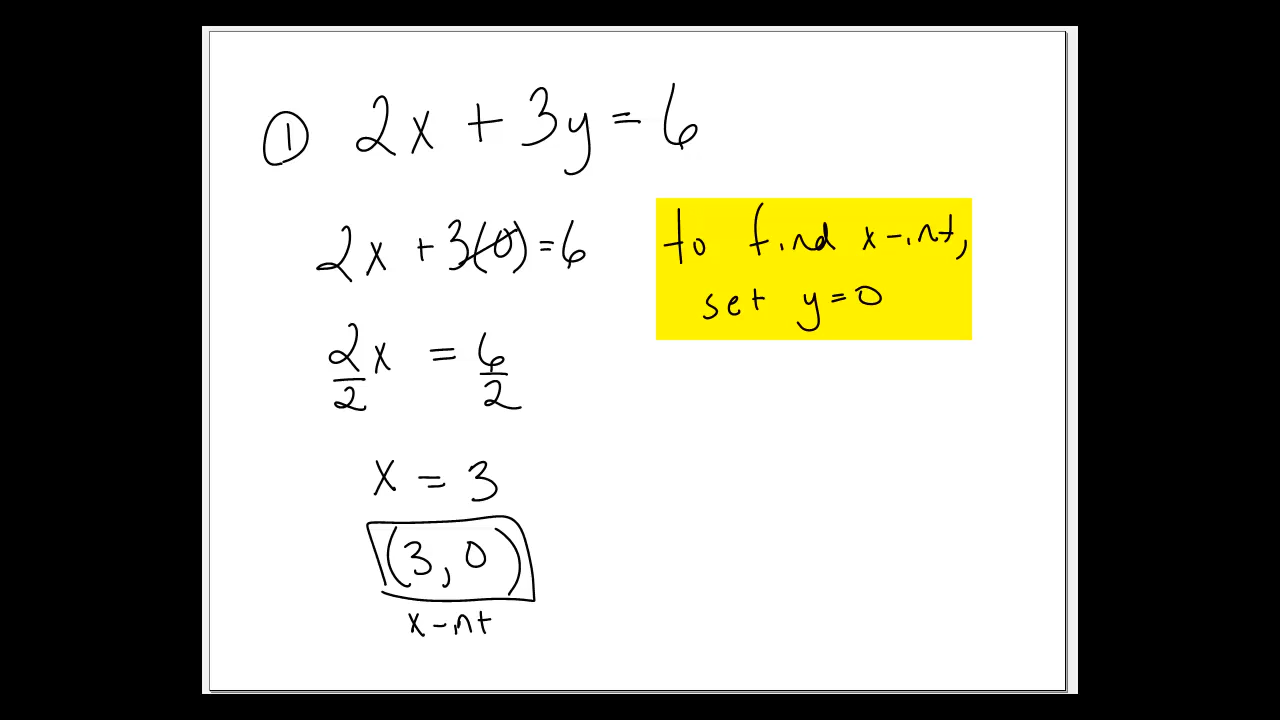 ① 2x + 3y = 6
2x + 3(0) = 6
to find x-int,
set y=0
2/2 x = 6/2
x = 3
(3, 0)
x-int